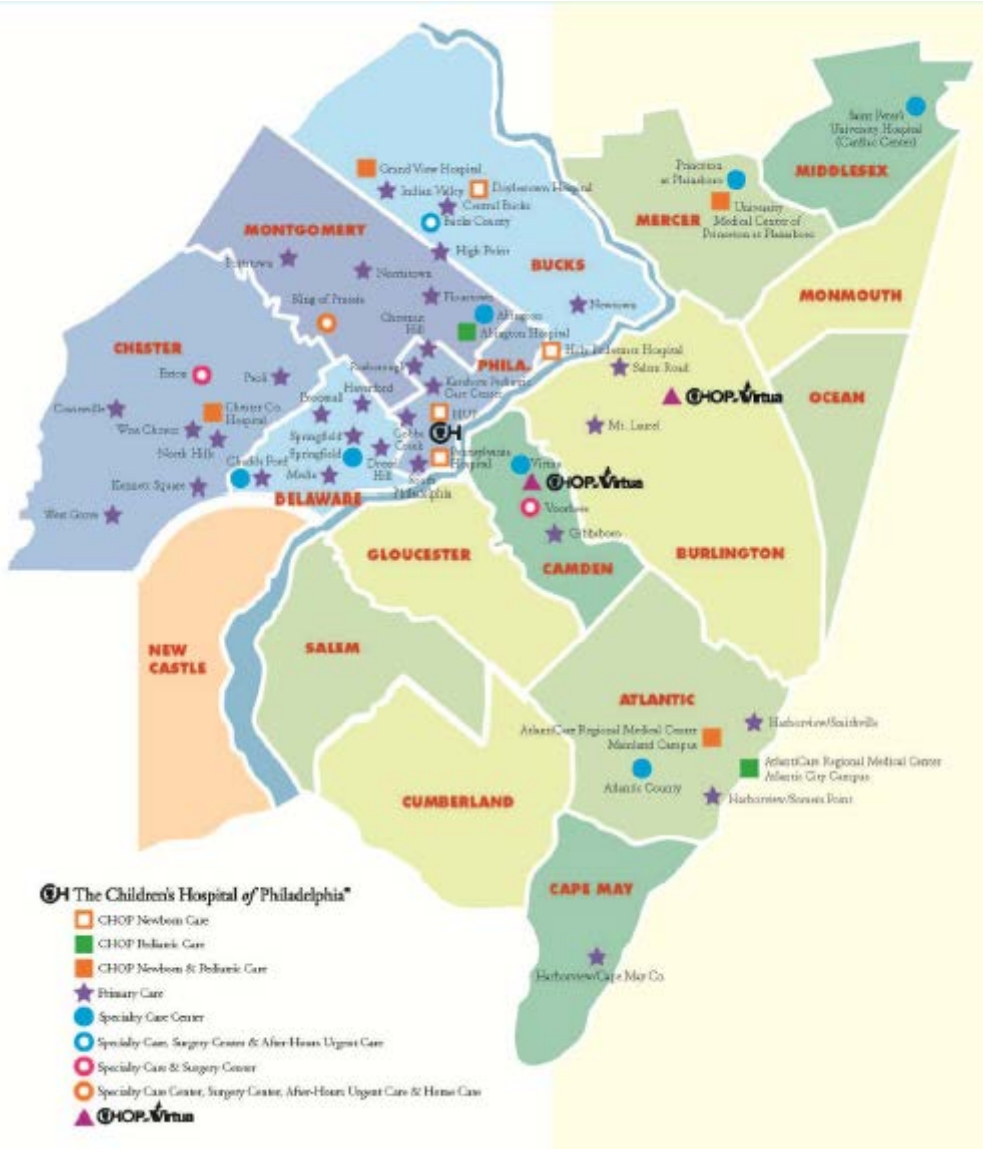 Saint Peter's
University Hospital
(Cardiac Center)
MIDDLESEX
Princeton
at Plainsboro
MERCER
University
Medical Center of
Princeton at Plainsboro
Grand View Hospital
Indian Valley
Doylestown Hospital
Central Bucks
Bucks County
MONTGOMERY
High Point
BUCKS
Pottstown
Norristown
MONMOUTH
King of Prussia
Flourtown
Newtown
Chestnut
Hill
Abington
Abington Hospital
CHESTER
PHILA.
Holy Redeemer Hospital
Roxborough
Salem Road
Exton
Paoli
Haverford
Karabots Pediatric
Care Center
CHOP Virtua
OCEAN
Broomall
Coatesville
Chester Co.
Hospital
HUP
West Chester
Cobbs
Creek
CH
Mt. Laurel
North Hills
Springfield
Springfield
Drexel
Hill
Pennsylvania
Hospital
Chadds Ford
Media
South
Philadelphia
Virtua
CHOP Virtua
Kennett Square
DELAWARE
Voorhees
West Grove
Gibbsboro
GLOUCESTER
CAMDEN
BURLINGTON
NEW
CASTLE
SALEM
ATLANTIC
Harborview/Smithville
AtlantiCare Regional Medical Center
Mainland Campus
AtlantiCare Regional Medical Center
Atlantic City Campus
Atlantic County
Harborview/Somers Point
CUMBERLAND
CAPE MAY
Harborview/Cape May Co.
CH The Children's Hospital of Philadelphia®
CHOP Newborn Care
CHOP Pediatric Care
CHOP Newborn & Pediatric Care
Primary Care
Specialty Care Center
Specialty Care, Surgery Center & After-Hours Urgent Care
Specialty Care & Surgery Center
Specialty Care Center, Surgery Center, After-Hours Urgent Care & Home Care
CHOP Virtua